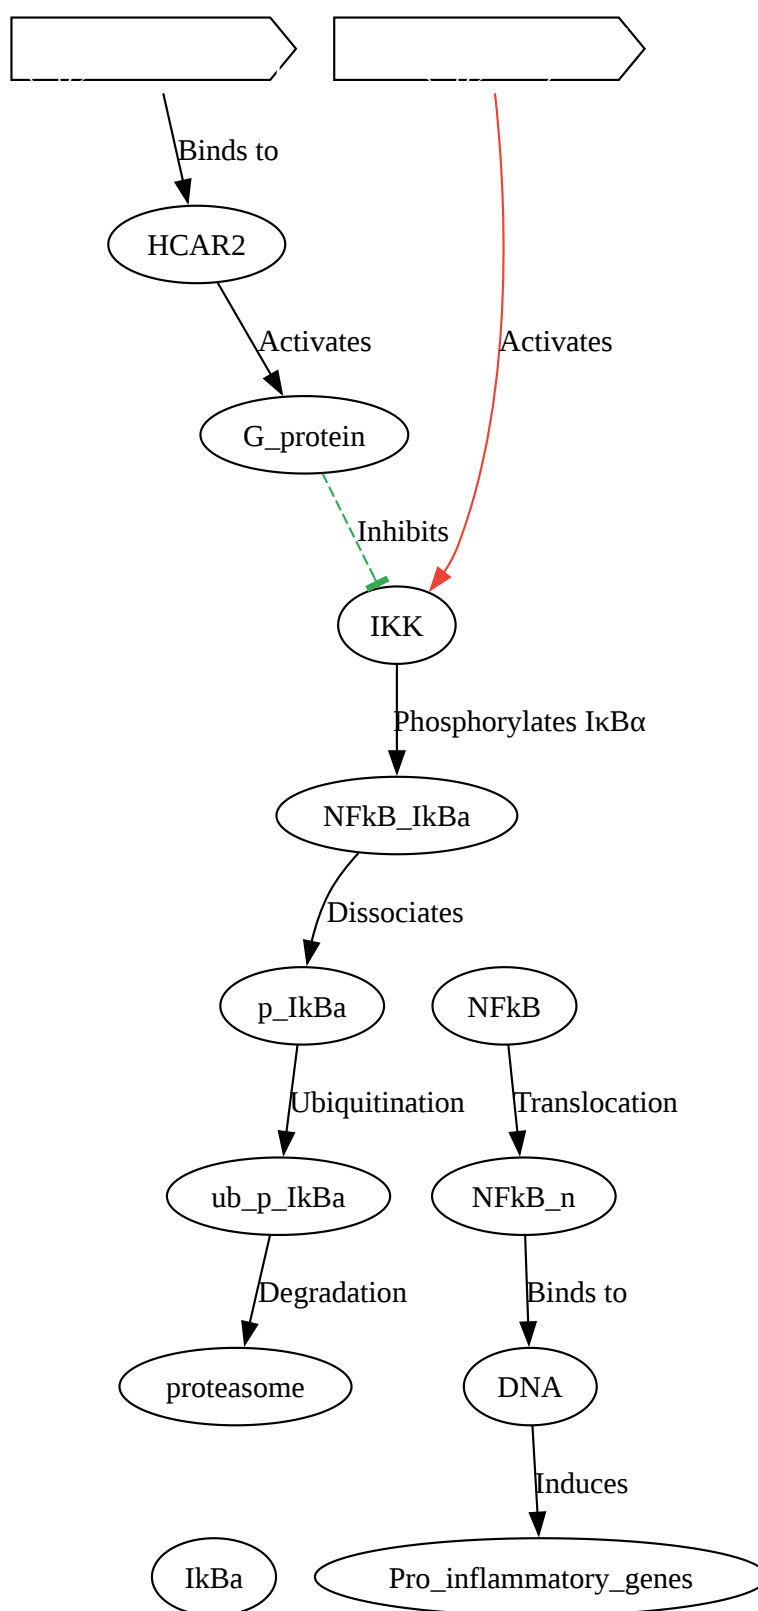 Binds to
HCAR2
Activates
Activates
G_protein
Inhibits
IKK
Phosphorylates IκBα
NFkB_IkBa
Dissociates
p_IkBa
NFkB
Ubiquitination
Translocation
ub_p_IkBa
NFkB_n
Degradation
Binds to
proteasome
DNA
Induces
IkBa
Pro_inflammatory_genes